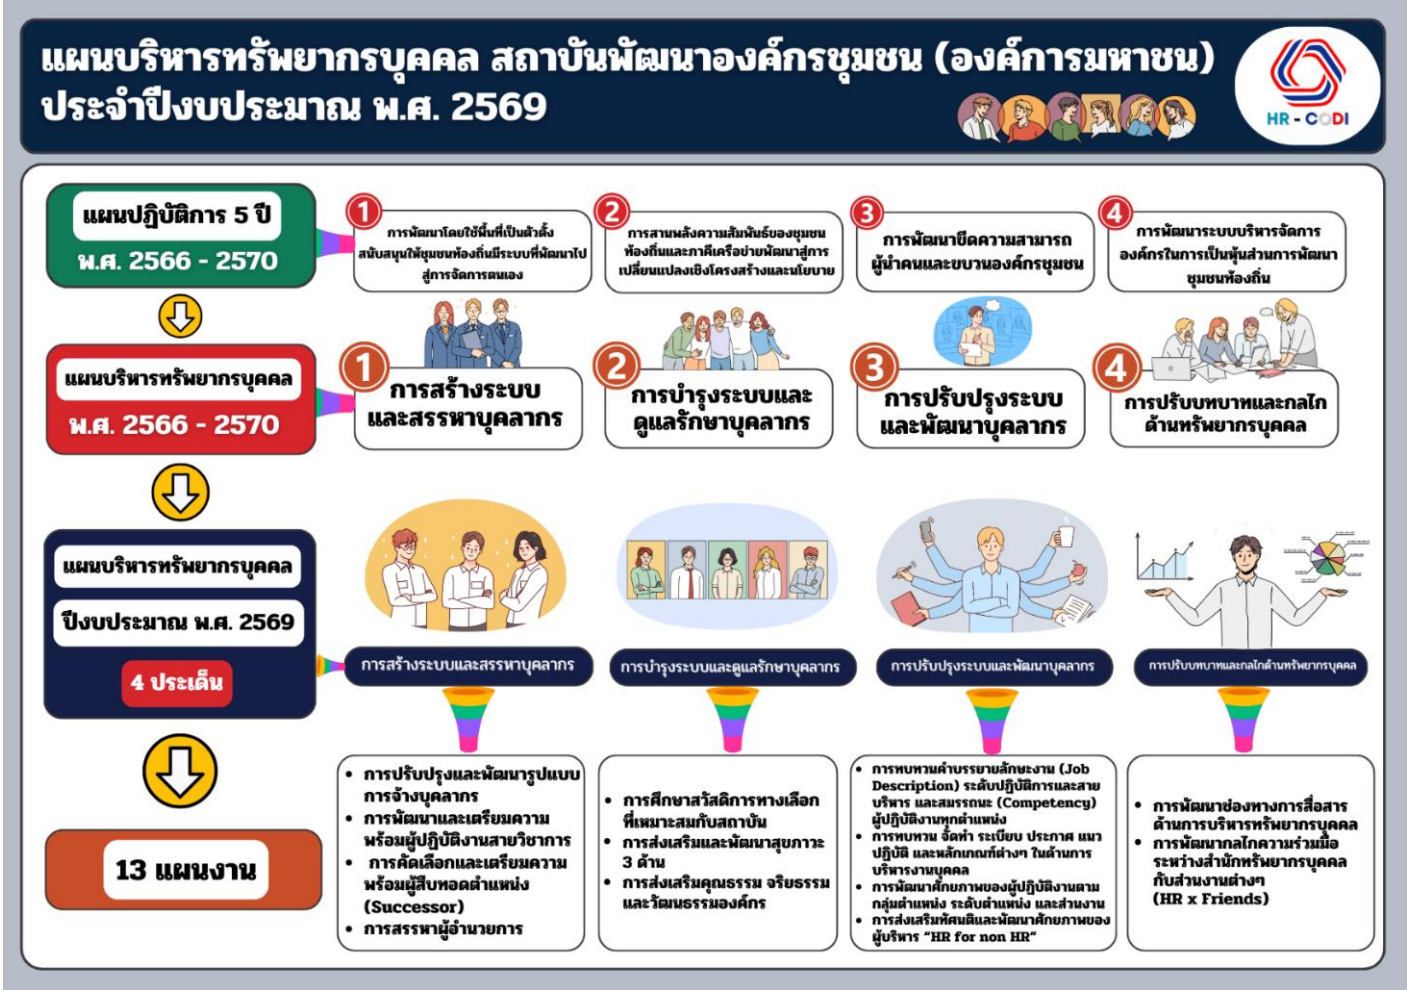 แผนบริหารทรัพยากรบุคคล สถาบันพัฒนาองค์กรชุมชน (องค์การมหาชน)
ประจำปีงบประมาณ พ.ศ. 2569
HR - CODI
แผนปฏิบัติการ 5 ปี
พ.ศ. 2566 - 2570
1
การพัฒนาโดยใช้พื้นที่เป็นตัวตั้ง
สนับสนุนให้ชุมชนท้องถิ่นมีระบบที่พัฒนาไป
สู่การจัดการตนเอง
2
การสานพลังความสัมพันธ์ของชุมชน
ท้องถิ่นและภาคีเครือข่ายพัฒนาสู่การ
เปลี่ยนแปลงเชิงโครงสร้างและนโยบาย
3
การพัฒนาขีดความสามารถ
ผู้นำคนและขบวนองค์กรชุมชน
4
การพัฒนาระบบบริหารจัดการ
องค์กรในการเป็นหุ้นส่วนการพัฒนา
ชุมชนท้องถิ่น
แผนบริหารทรัพยากรบุคคล
พ.ศ. 2566 - 2570
1
การสร้างระบบ
และสรรหาบุคลากร
2
การบำรุงระบบและ
ดูแลรักษาบุคลากร
3
การปรับปรุงระบบ
และพัฒนาบุคลากร
4
การปรับบทบาทและกลไก
ด้านทรัพยากรบุคคล
แผนบริหารทรัพยากรบุคคล
ปีงบประมาณ พ.ศ. 2569
4 ประเด็น
การสร้างระบบและสรรหาบุคลากร
การบำรุงระบบและดูแลรักษาบุคลากร
การปรับปรุงระบบและพัฒนาบุคลากร
การปรับบทบาทและกลไกด้านทรัพยากรบุคคล
13 แผนงาน
• การปรับปรุงและพัฒนารูปแบบ
การจ้างบุคลากร
• การพัฒนาและเตรียมความ
พร้อมผู้ปฏิบัติงานสายวิชาการ
• การคัดเลือกและเตรียมความ
พร้อมผู้สืบทอดตำแหน่ง
(Successor)
• การสรรหาผู้อำนวยการ
• การศึกษาสวัสดิการทางเลือก
ที่เหมาะสมกับสถาบัน
• การส่งเสริมและพัฒนาสุขภาวะ
3 ด้าน
• การส่งเสริมคุณธรรม จริยธรรม
และวัฒนธรรมองค์กร
• การทบทวนคำบรรยายลักษะงาน (Job
Description) ระดับปฏิบัติการและสาย
บริหาร และสมรรถนะ (Competency)
ผู้ปฏิบัติงานทุกตำแหน่ง
• การทบทวน จัดทำ ระเบียบ ประกาศ แนว
ปฏิบัติ และหลักเกณฑ์ต่างๆ ในด้านการ
บริหารงานบุคคล
• การพัฒนาศักยภาพของผู้ปฏิบัติงานตาม
กลุ่มตำแหน่ง ระดับตำแหน่ง และส่วนงาน
• การส่งเสริมทัศนติและพัฒนาศักยภาพของ
ผู้บริหาร “HR for non HR”
• การพัฒนาช่องทางการสื่อสาร
ด้านการบริหารทรัพยากรบุคคล
• การพัฒนากลไกความร่วมมือ
ระหว่างสำนักทรัพยากรบุคคล
กับส่วนงานต่างๆ
(HR x Friends)